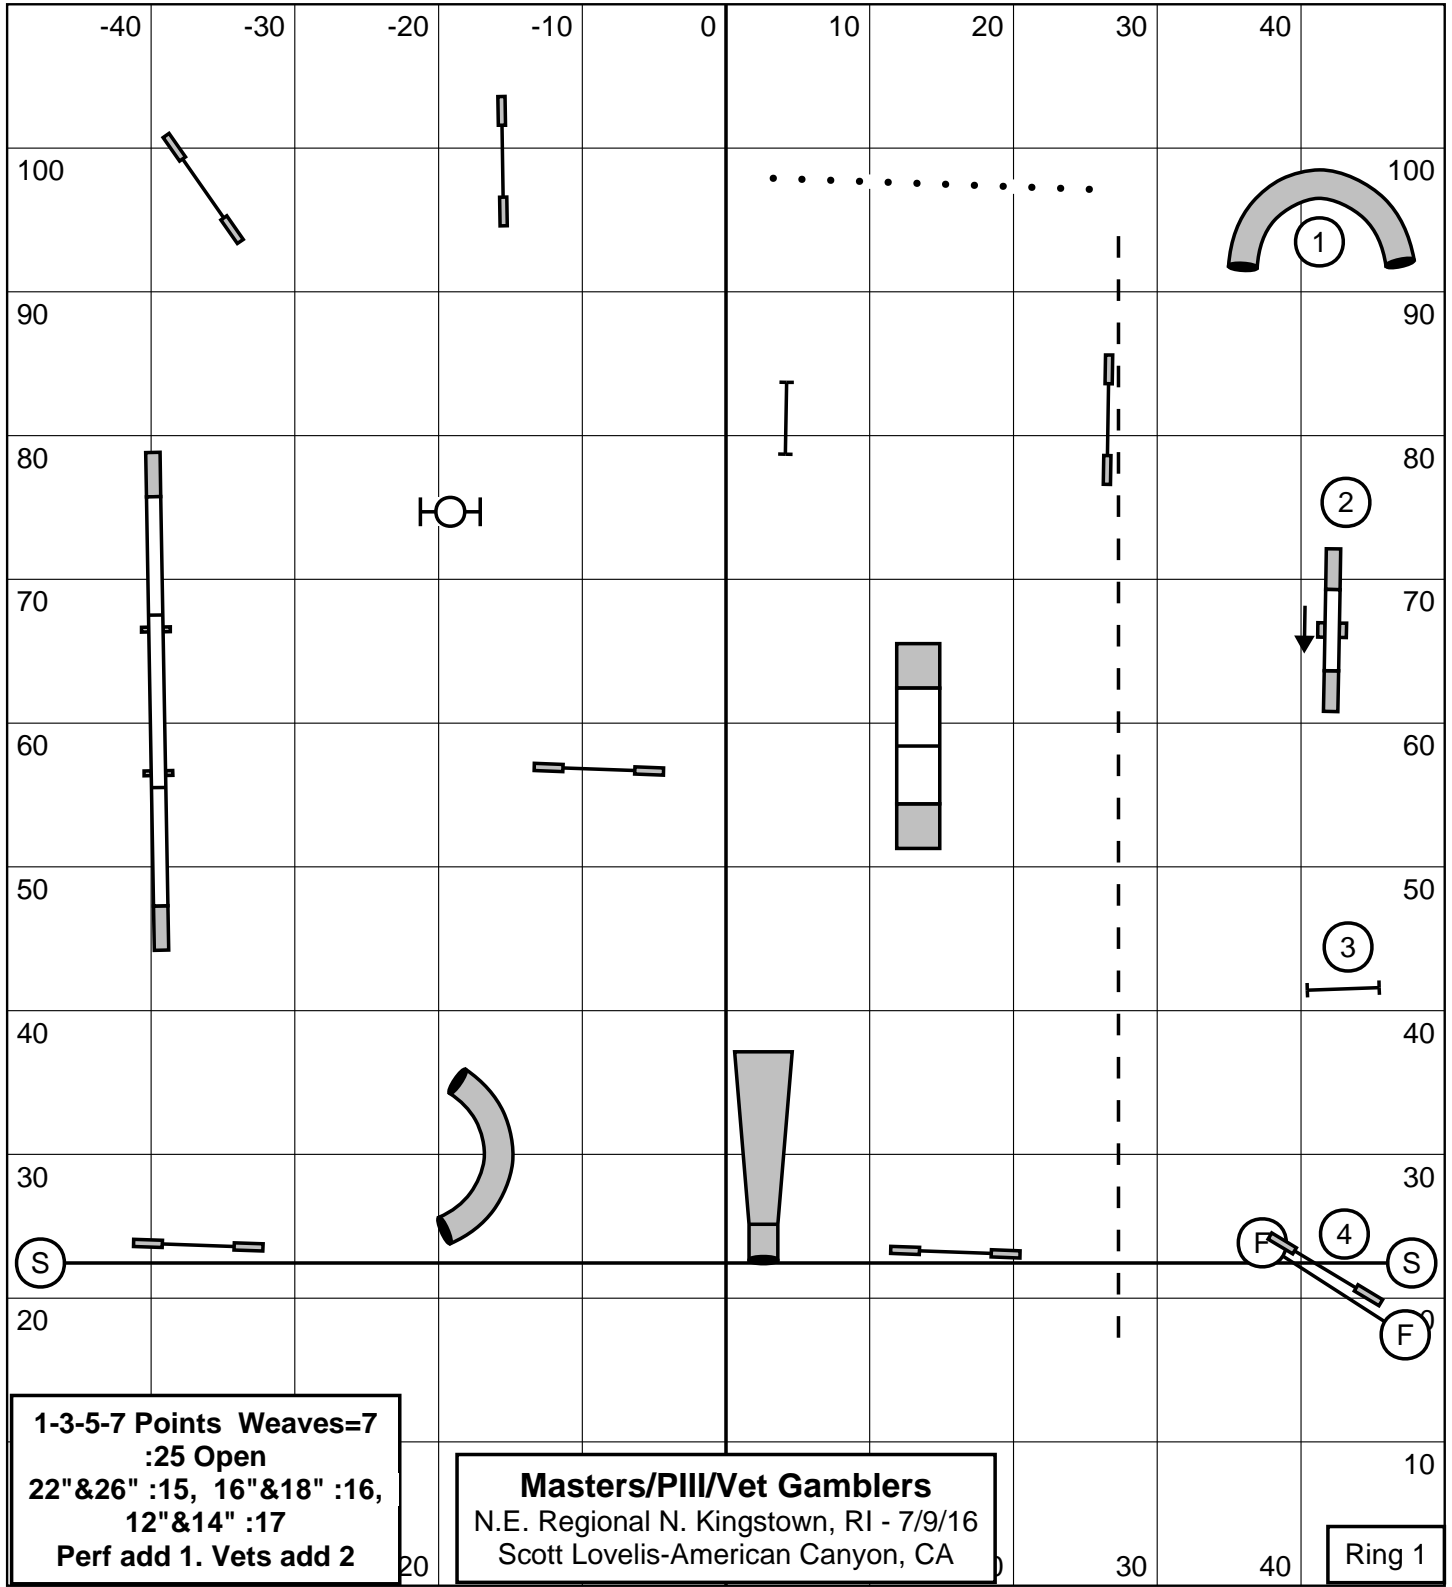 -40 -30 -20 -10 0 10 20 30 40
100 100
1
90 90
80 80
2
70 70
60 60
50 50
3
40 40
30 30
F 4
S S
20 0
F
1-3-5-7 Points Weaves=7
:25 Open
22"&26" :15, 16"&18" :16,
12"&14" :17
Perf add 1. Vets add 2
10
Masters/PIII/Vet Gamblers
N.E. Regional N. Kingstown, RI - 7/9/16
Scott Lovelis-American Canyon, CA
20 30 40
Ring 1